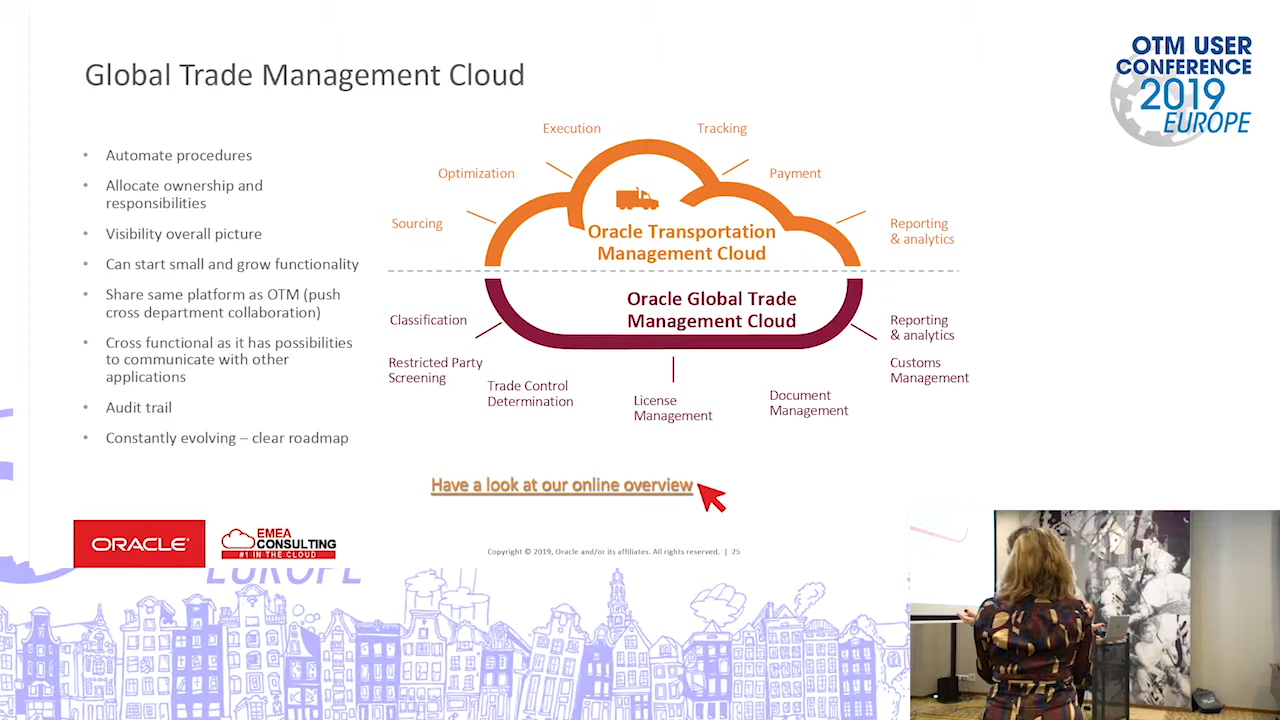 Global Trade Management Cloud
OTM USER
CONFERENCE
2019
EUROPE
• Automate procedures
• Allocate ownership and
responsibilities
• Visibility overall picture
• Can start small and grow functionality
• Share same platform as OTM (push
cross department collaboration)
• Cross functional as it has possibilities
to communicate with other
applications
• Audit trail
• Constantly evolving – clear roadmap
Execution
Tracking
Optimization
Payment
Sourcing
Reporting
& analytics
Oracle Transportation
Management Cloud
Oracle Global Trade
Management Cloud
Classification
Reporting
& analytics
Restricted Party
Screening
Customs
Management
Trade Control
Determination
License
Management
Document
Management
Have a look at our online overview
ORACLE®
EMEA
CONSULTING
#1 IN THE CLOUD
Copyright © 2019, Oracle and/or its affiliates. All rights reserved. | 25
EUROPE